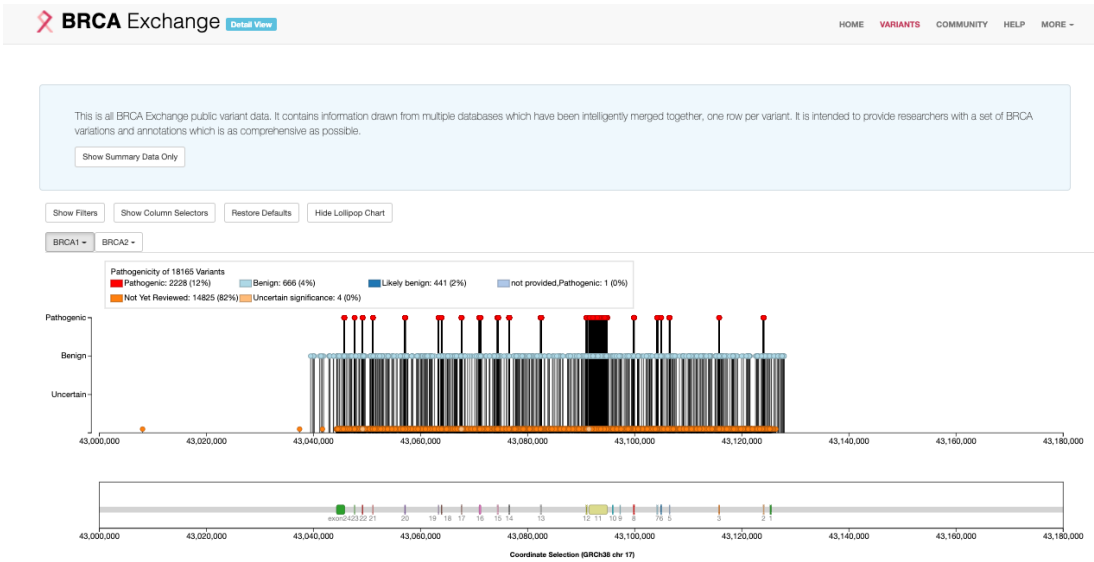 BRCA Exchange Detail View
HOME VARIANTS COMMUNITY HELP MORE
This is all BRCA Exchange public variant data. It contains information drawn from multiple databases which have been intelligently merged together, one row per variant. It is intended to provide researchers with a set of BRCA
variations and annotations which is as comprehensive as possible.
Show Summary Data Only
Show Filters Show Column Selectors Restore Defaults Hide Lollipop Chart
BRCA1 BRCA2
Pathogenicity of 18165 Variants
Pathogenic: 2228 (12%) Benign: 666 (4%) Likely benign: 441 (2%) not provided,Pathogenic: 1 (0%)
Not Yet Reviewed: 14825 (82%) Uncertain significance: 4 (0%)
Pathogenic
Benign
Uncertain
43,000,000 43,020,000 43,040,000 43,060,000 43,080,000 43,100,000 43,120,000 43,140,000 43,160,000 43,180,000
exon24 23 22 21 20 19 18 17 16 15 14 13 12 11 10 9 8 7 6 5 3 2 1
43,000,000 43,020,000 43,040,000 43,060,000 43,080,000 43,100,000 43,120,000 43,140,000 43,160,000 43,180,000
Coordinate Selection (GRCh38 chr 17)